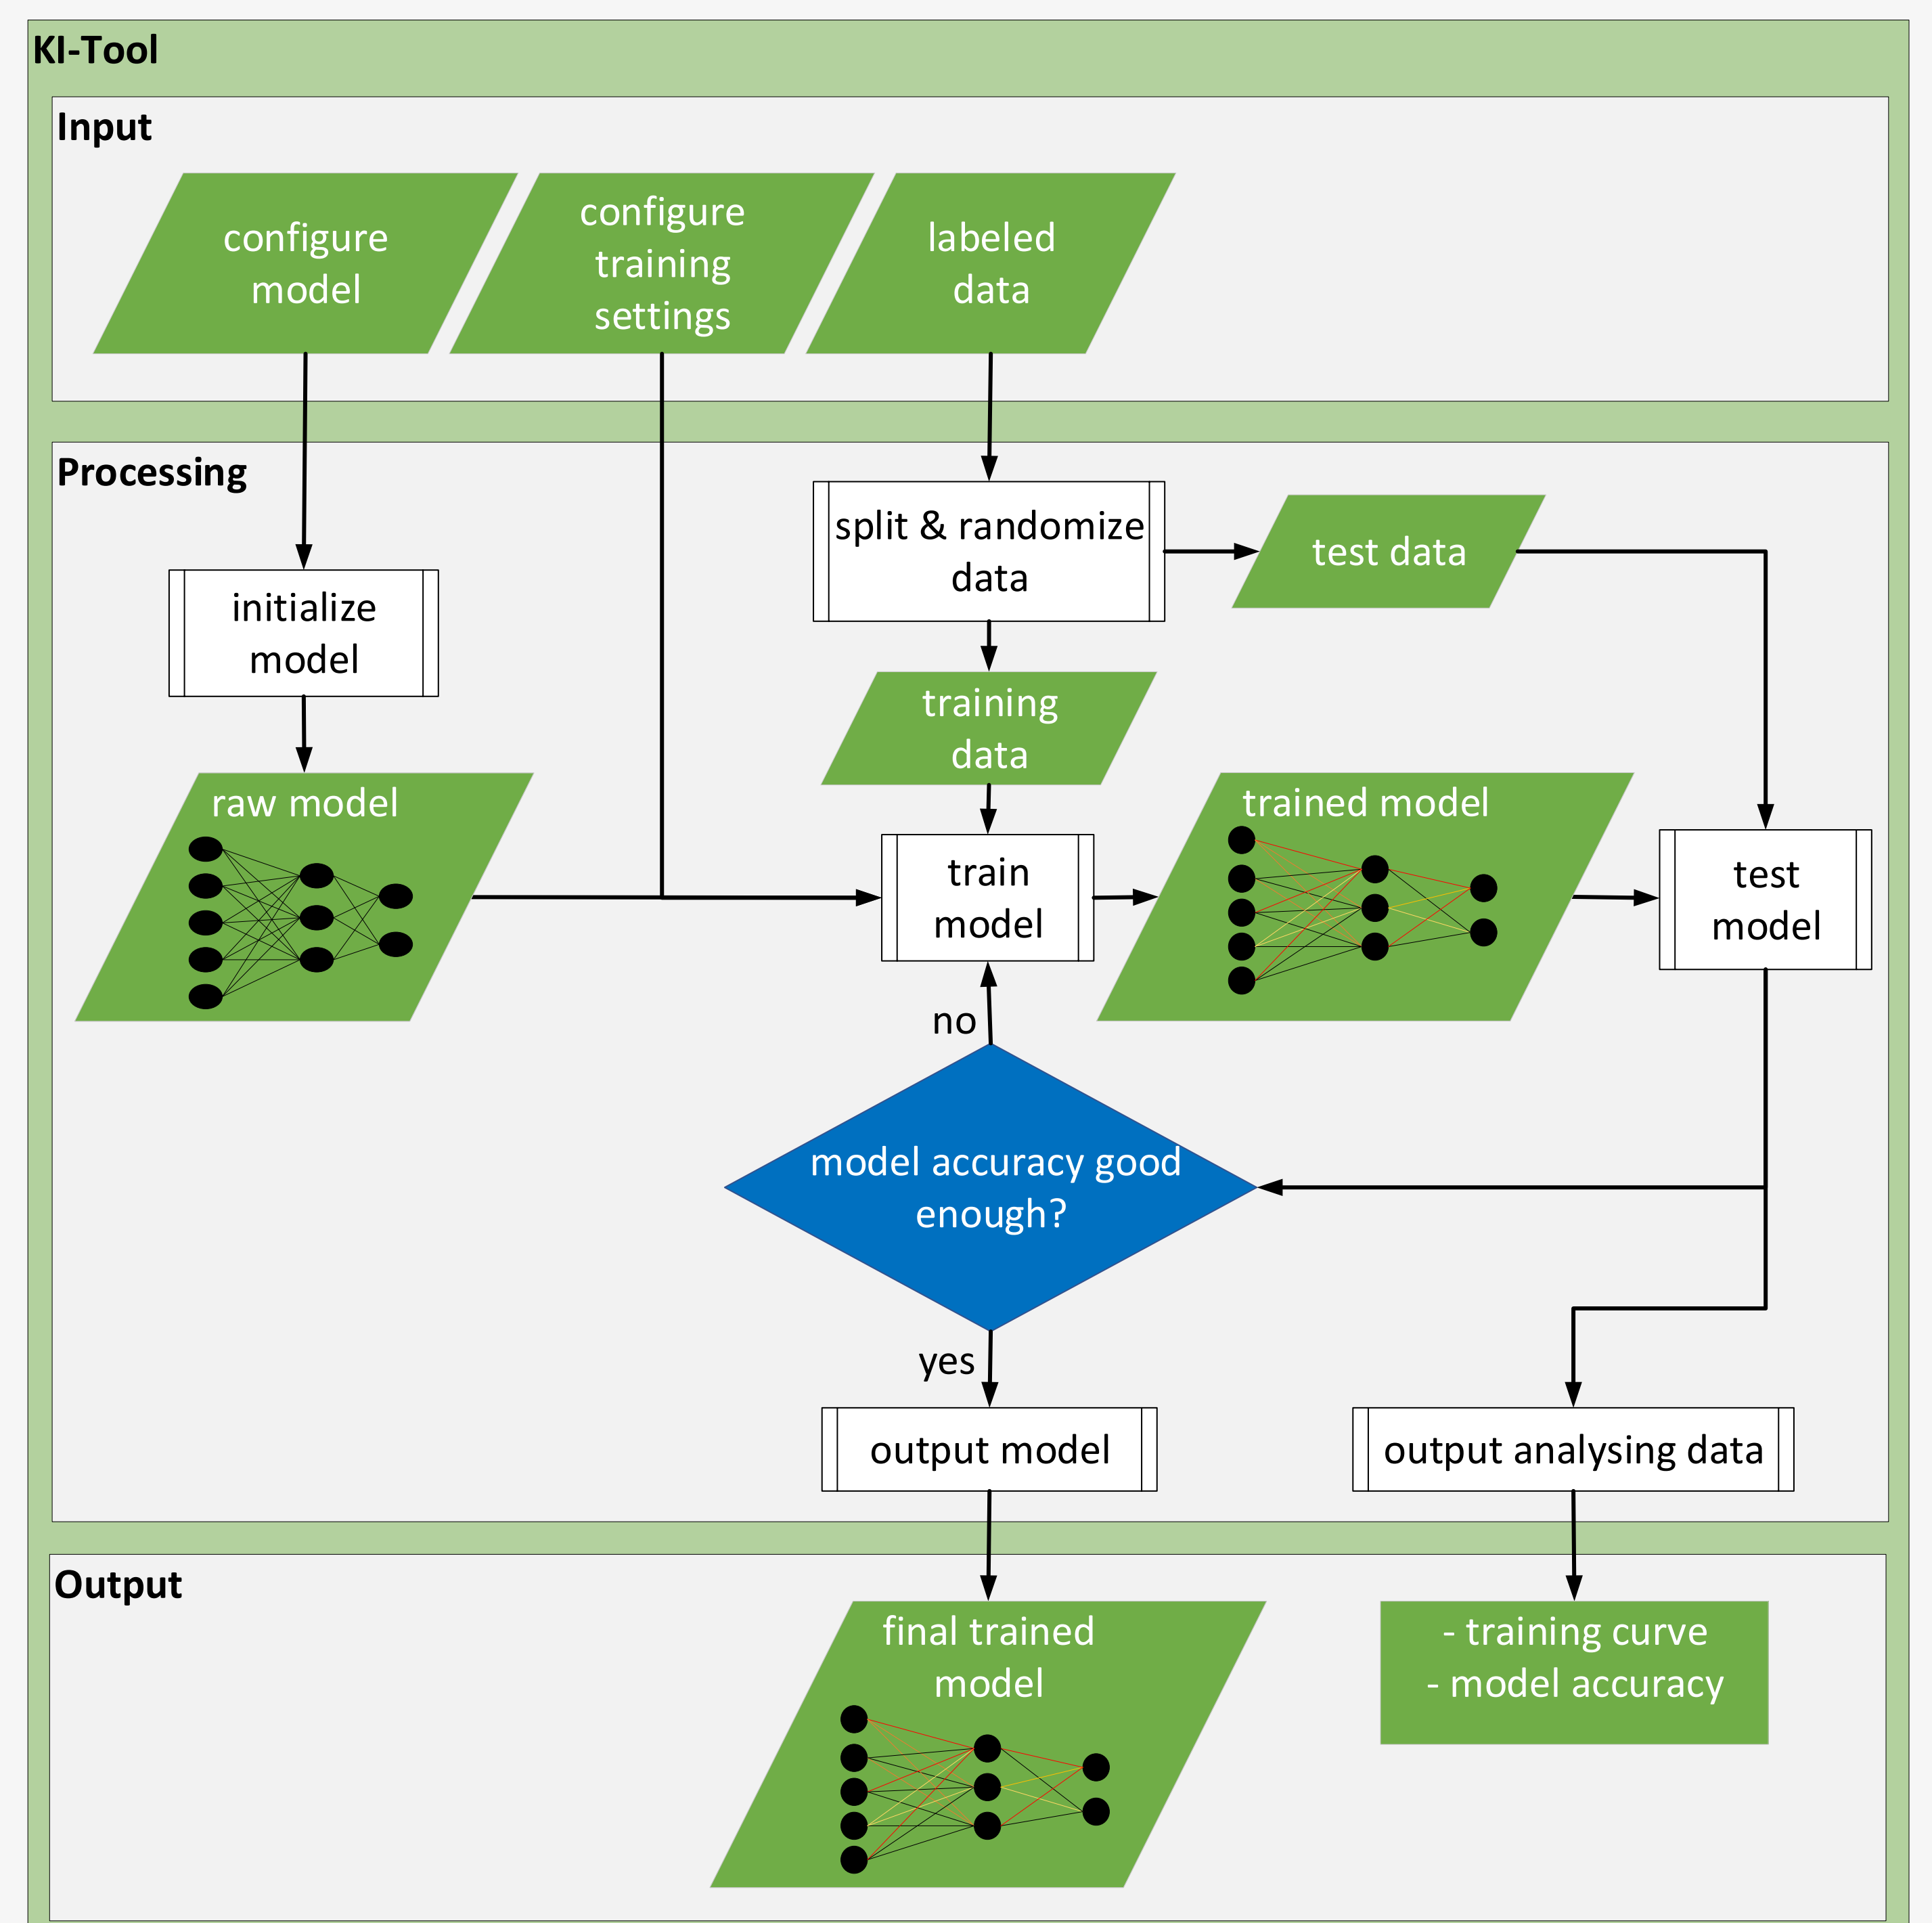 KI-Tool
Input
configure
model
configure
training
settings
labeled
data
Processing
split & randomize
data
test data
initialize
model
training
data
raw model
trained model
train
model
test
model
no
model accuracy good
enough?
yes
output model
output analysing data
Output
final trained
model
- training curve
- model accuracy